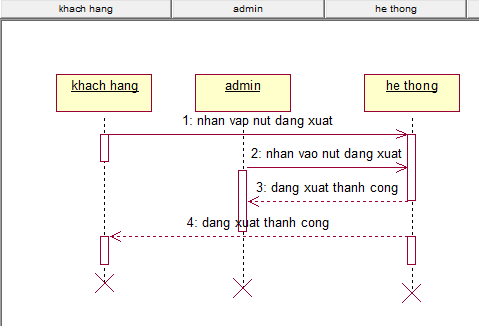 khach hang
admin
he thong
khach hang
admin
he thong
1: nhan vap nut dang xuat
2: nhan vao nut dang xuat
3: dang xuat thanh cong
4: dang xuat thanh cong